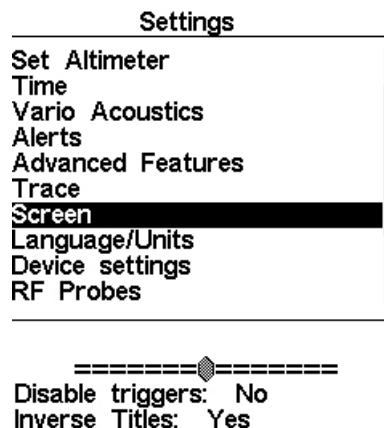 Settings
Set Altimeter
Time
Vario Acoustics
Alerts
Advanced Features
Trace
Screen
Language/Units
Device settings
RF Probes
Disable triggers: No
Inverse Titles: Yes